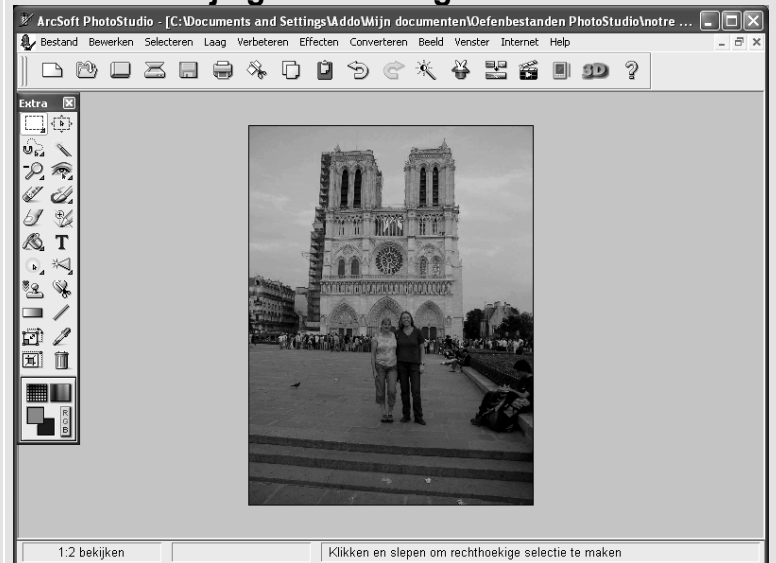 ArcSoft PhotoStudio - [C:\Documents and Settings\Addo\Mijn documenten\Oefenbestanden PhotoStudio\notre ...
Bestand Bewerken Selecteren Laag Verbeteren Effecten Converteren Beeld Venster Internet Help
3D ?
Extra
T
R
G
B
1:2 bekijken
Klikken en slepen om rechthoekige selectie te maken